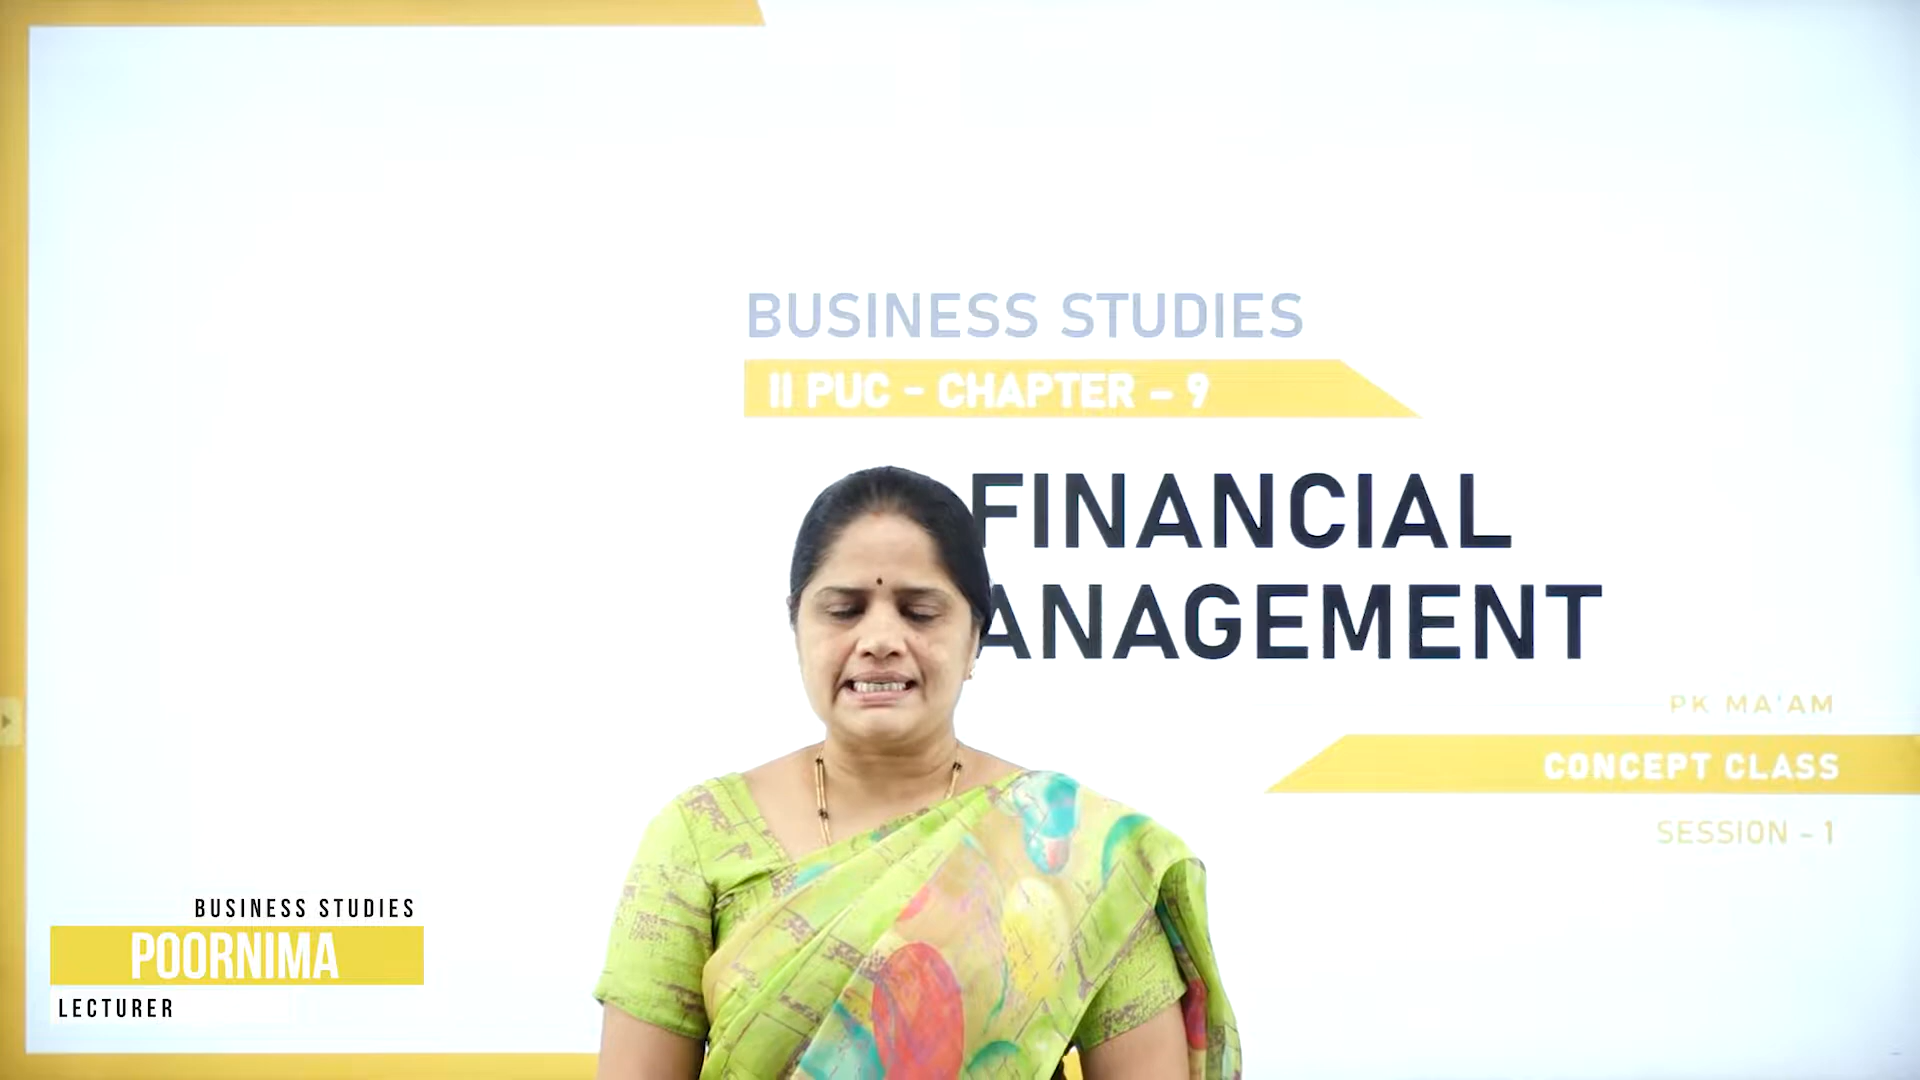 BUSINESS STUDIES
II PUC - CHAPTER - 9
FINANCIAL
ANAGEMENT
PK MA'AM
CONCEPT CLASS
SESSION - 1
BUSINESS STUDIES
POORNIMA
LECTURER